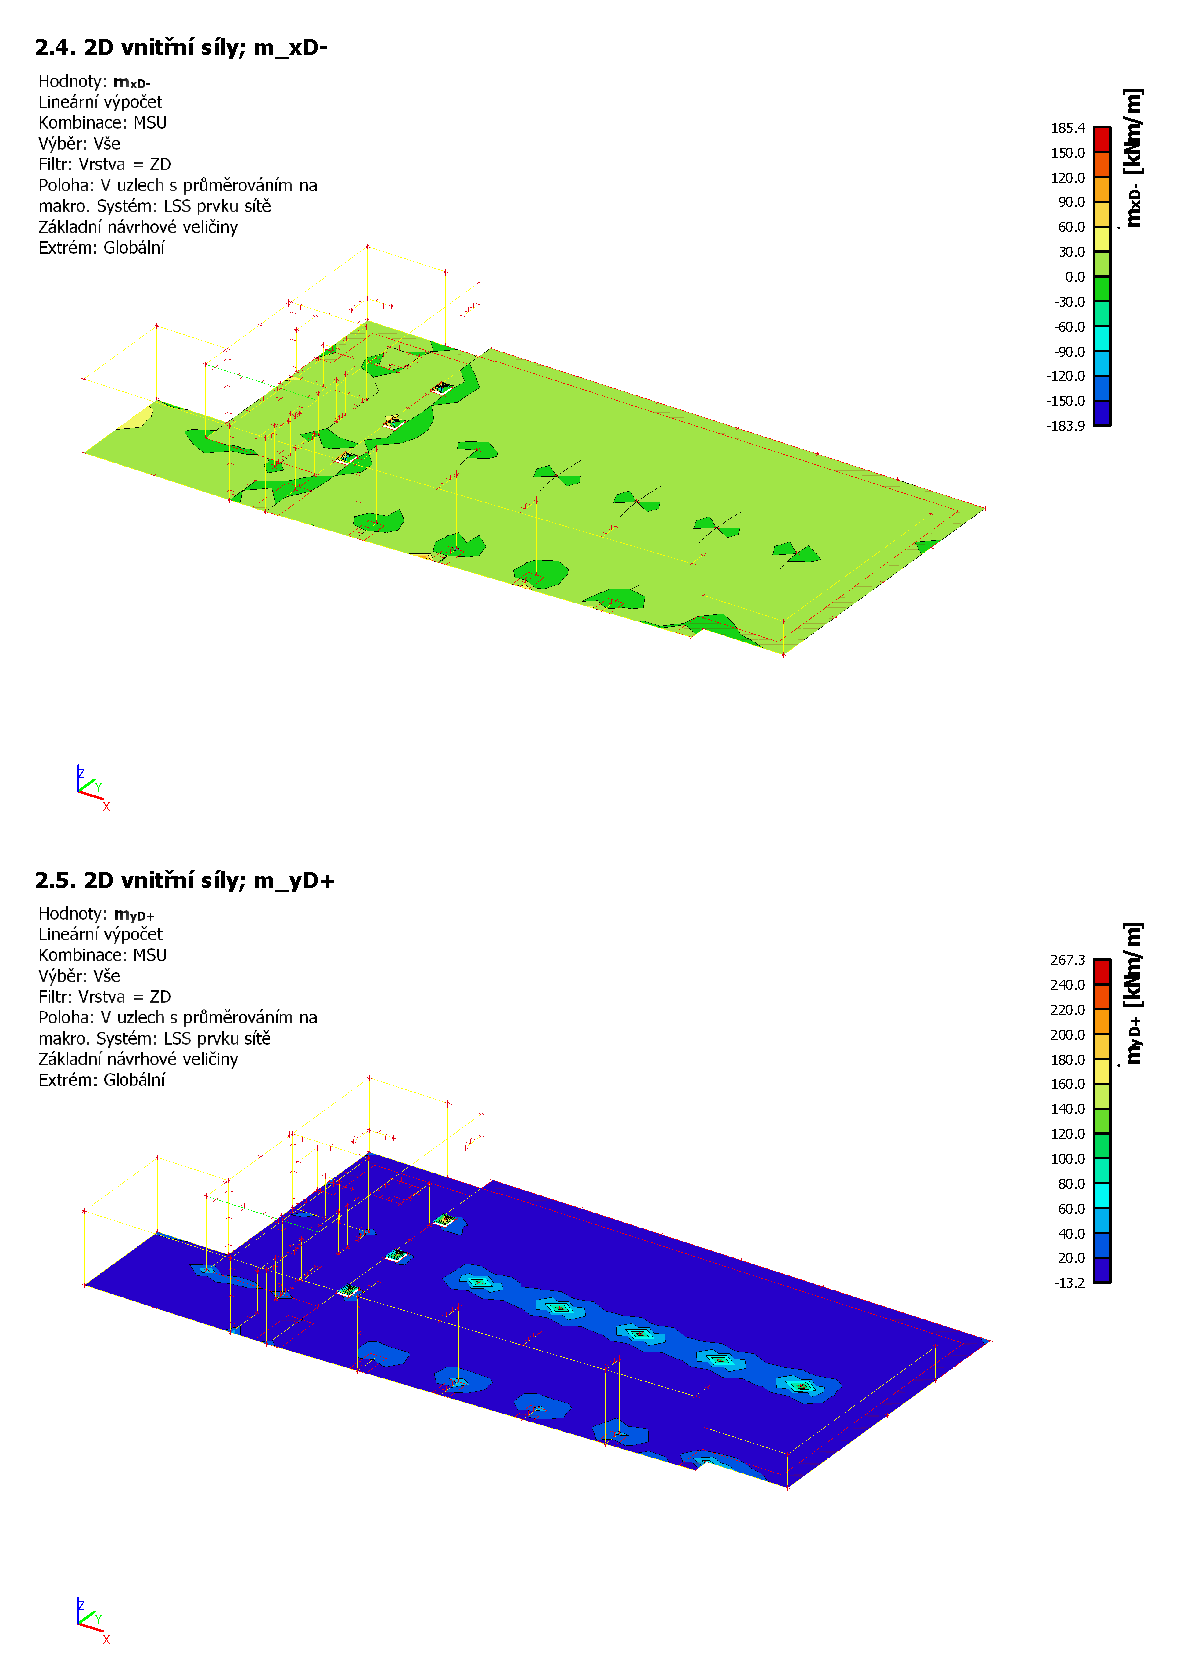 2.4. 2D vnitřní síly; m_xD-
Hodnoty: mxD-
Lineární výpočet
Kombinace: MSU
Výběr: Vše
Filtr: Vrstva = ZD
Poloha: V uzlech s průměrováním na
makro. Systém: LSS prvku sítě
Základní návrhové veličiny
Extrém: Globální
mxD- [kNm/m]
185.4
150.0
120.0
90.0
60.0
30.0
0.0
-30.0
-60.0
-90.0
-120.0
-150.0
-183.9
Z
Y
X
2.5. 2D vnitřní síly; m_yD+
Hodnoty: myD+
Lineární výpočet
Kombinace: MSU
Výběr: Vše
Filtr: Vrstva = ZD
Poloha: V uzlech s průměrováním na
makro. Systém: LSS prvku sítě
Základní návrhové veličiny
Extrém: Globální
myD+ [kNm/m]
267.3
240.0
220.0
200.0
180.0
160.0
140.0
120.0
100.0
80.0
60.0
40.0
20.0
-13.2
Z
Y
X